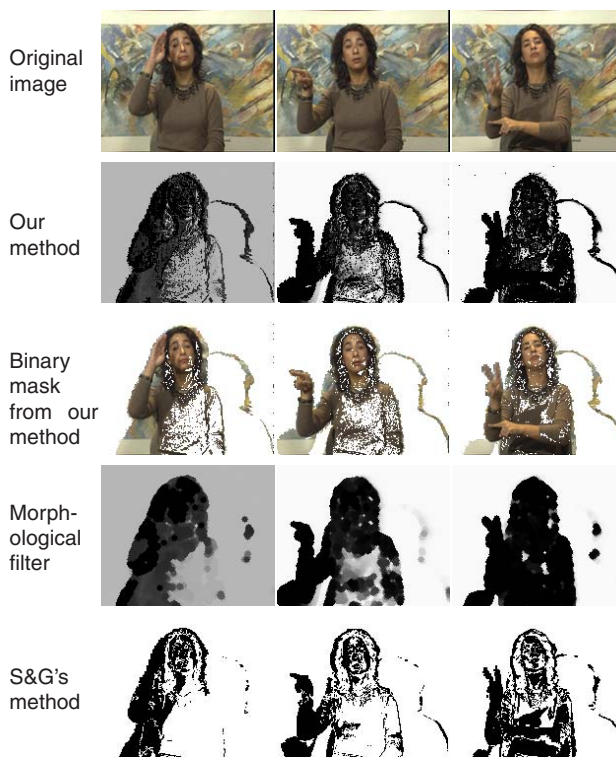 Original
image
Our
method
Binary
mask
from our
method
Morph-
ological
filter
S&G's
method